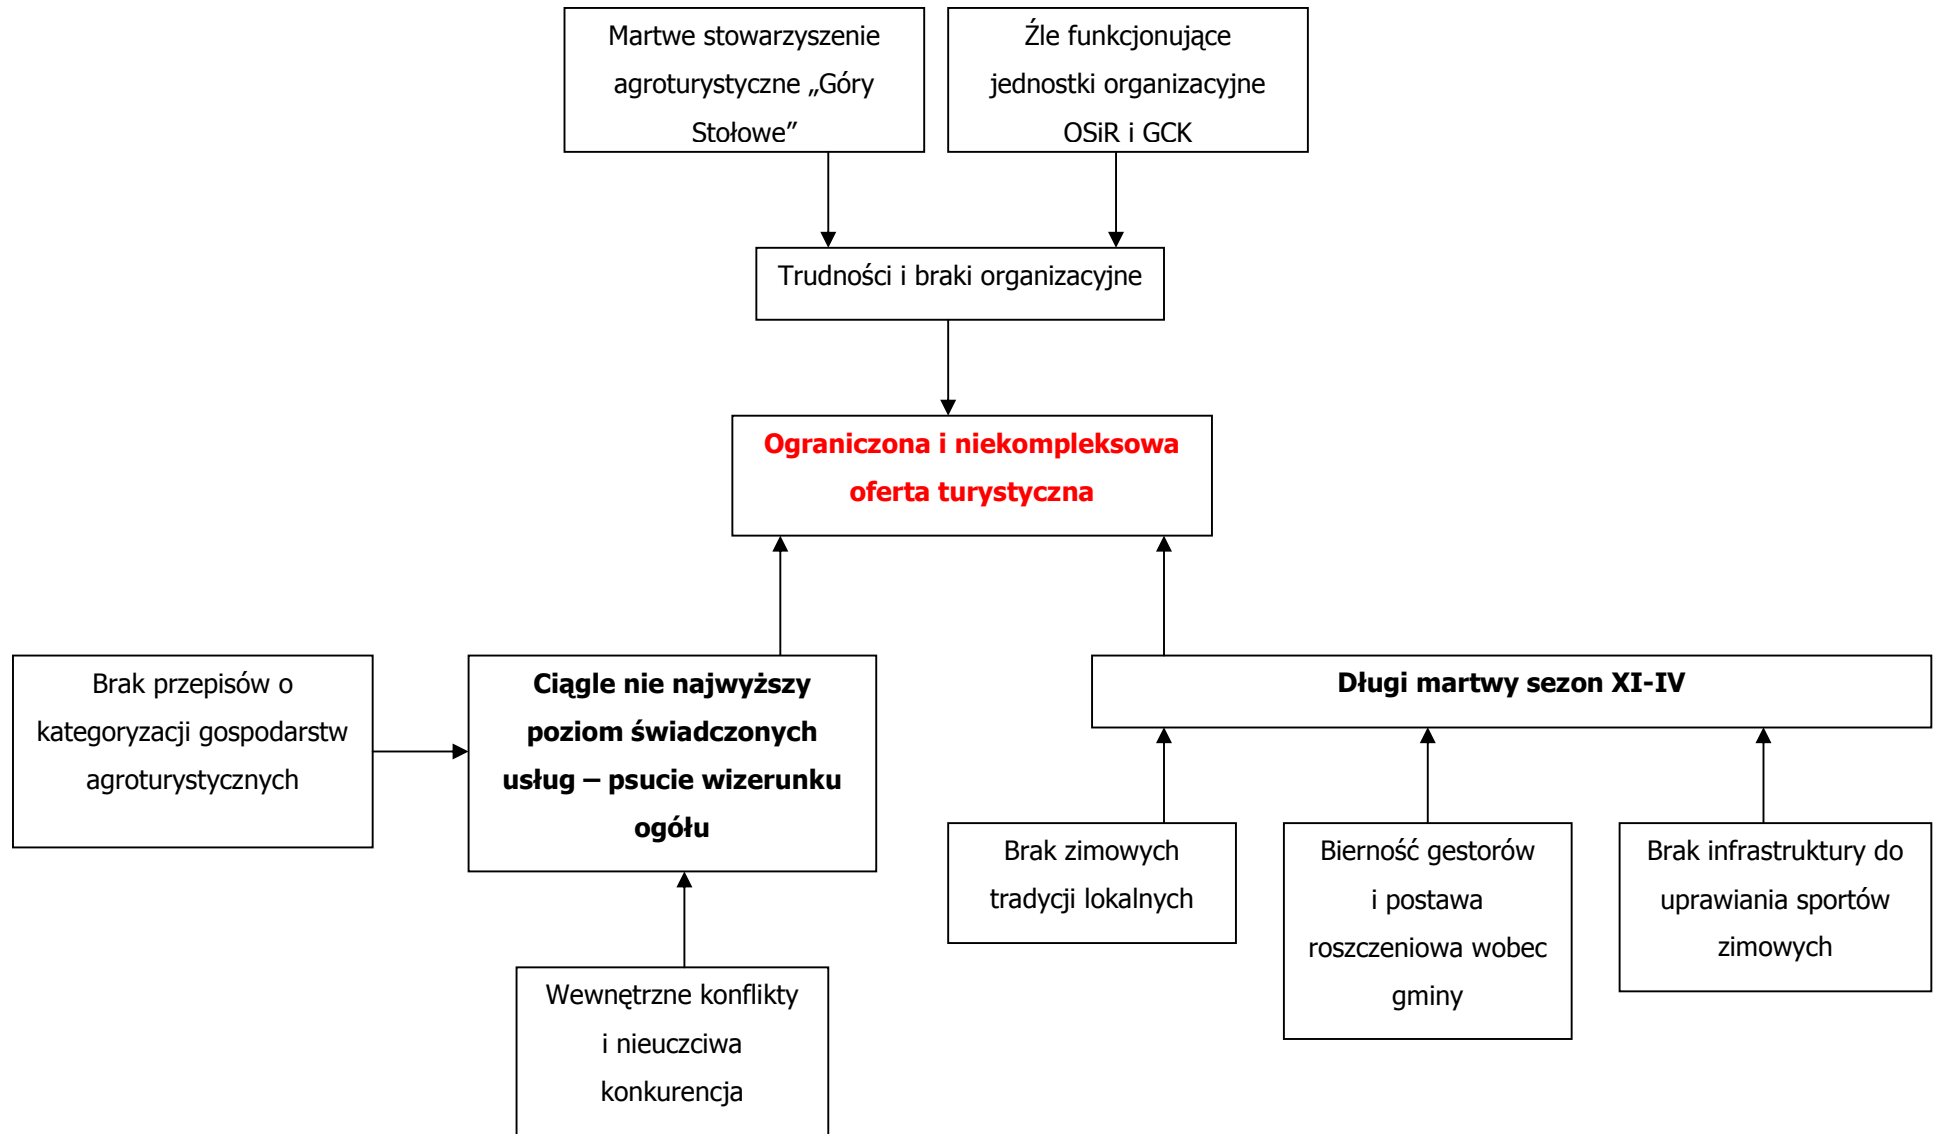 Martwe stowarzyszenie
agroturystyczne „Góry
Stołowe”
Źle funkcjonujące
jednostki organizacyjne
OSiR i GCK
Trudności i braki organizacyjne
Ograniczona i niekompleksowa
oferta turystyczna
Brak przepisów o
kategoryzacji gospodarstw
agroturystycznych
Ciągle nie najwyższy
poziom świadczonych
usług – psucie wizerunku
ogółu
Długi martwy sezon XI-IV
Brak zimowych
tradycji lokalnych
Bierność gestorów
i postawa
roszczeniowa wobec
gminy
Brak infrastruktury do
uprawiania sportów
zimowych
Wewnętrzne konflikty
i nieuczciwa
konkurencja